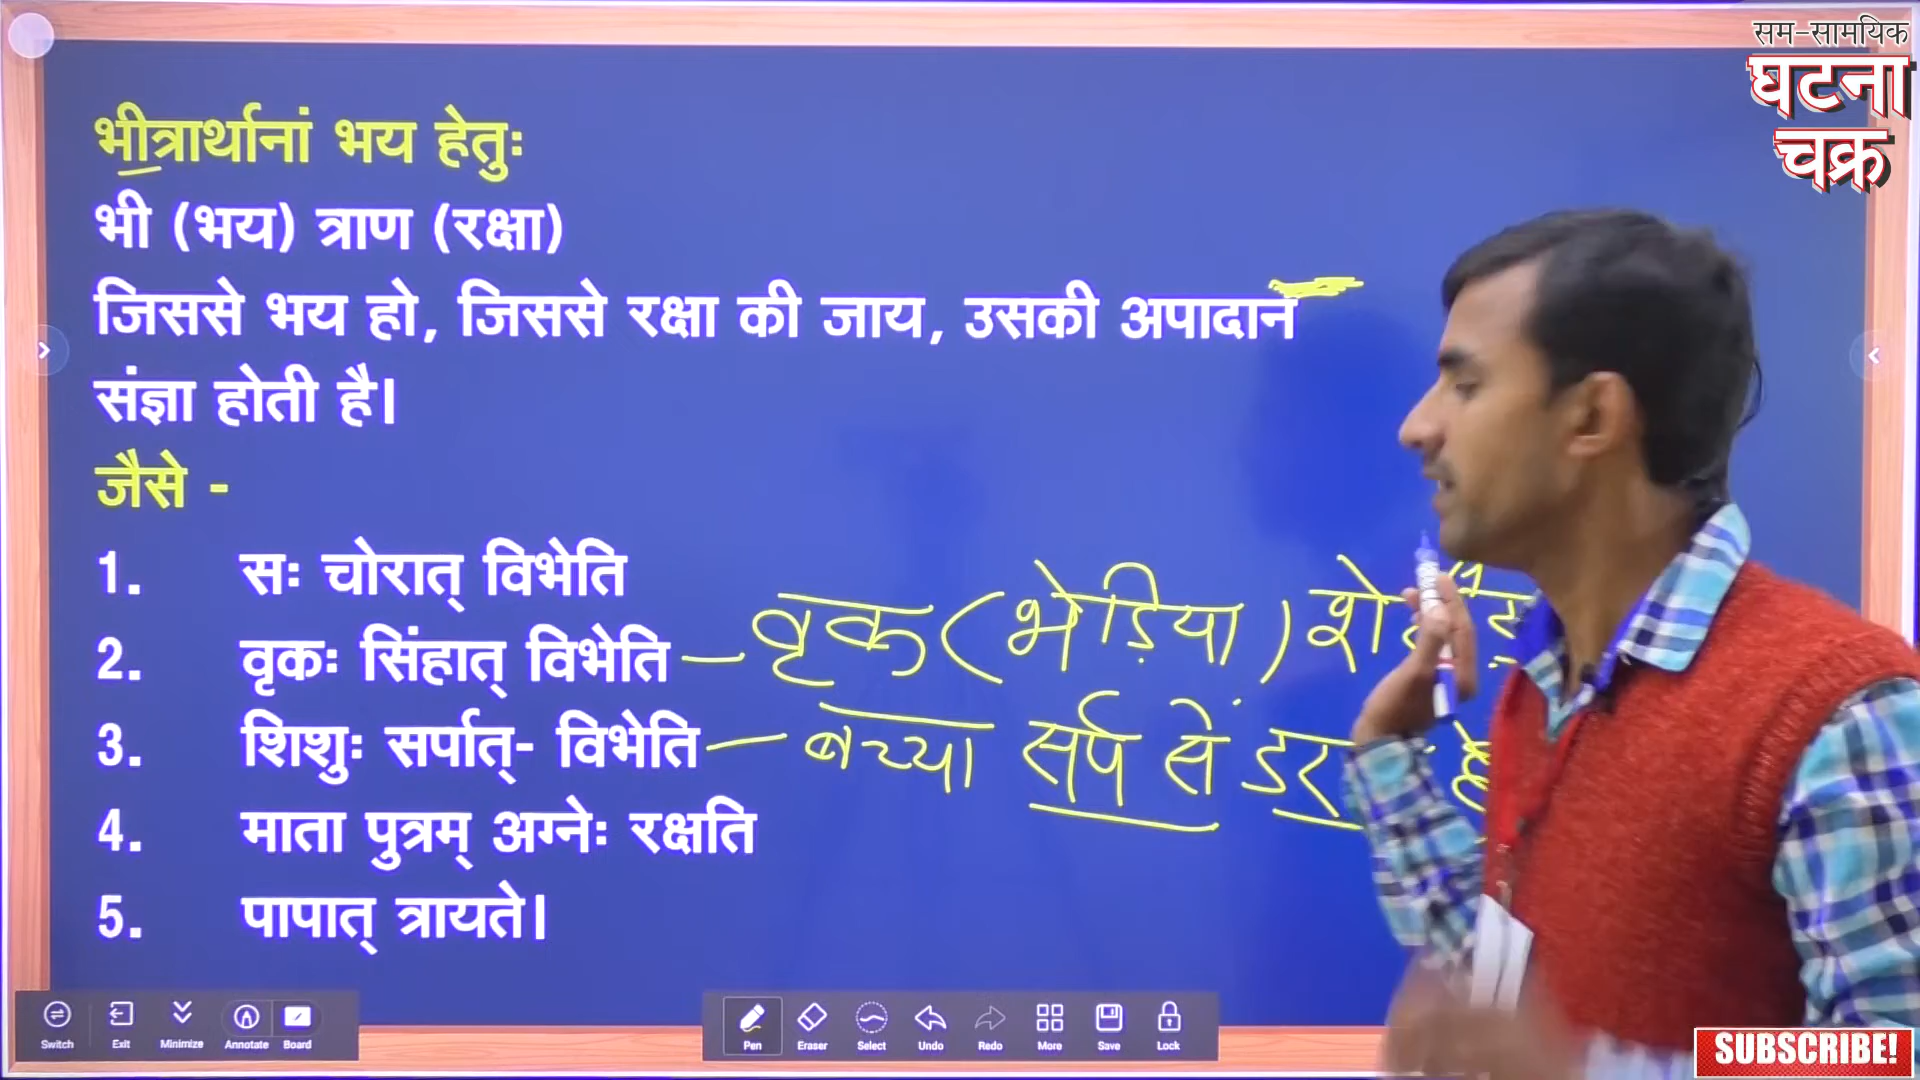 सम-सामयिक
घटना
चक्र
भीत्रार्थानां भय हेतुः
भी (भय) त्राण (रक्षा)
जिससे भय हो, जिससे रक्षा की जाय, उसकी अपादान
संज्ञा होती है।
जैसे -
1. सः चोरात् विभेति
2. वृकः सिंहात् विभेति – वृक (भेड़िया)
3. शिशुः सर्पात्- विभेति – बच्चा सर्प से डर है
4. माता पुत्रम् अग्नेः रक्षति
5. पापात् त्रायते।
Switch Exit Minimize Annotate Board Pen Eraser Select Undo Redo More Save Lock
SUBSCRIBE!